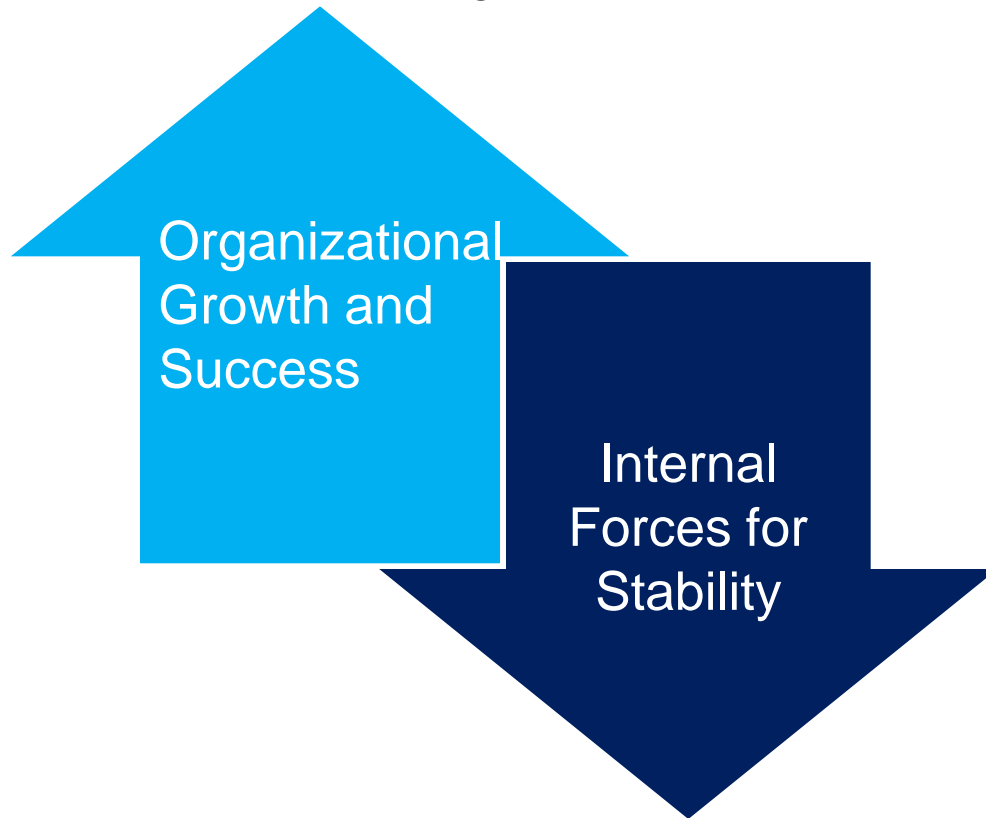 Organizational
Growth and
Success
Internal
Forces for
Stability